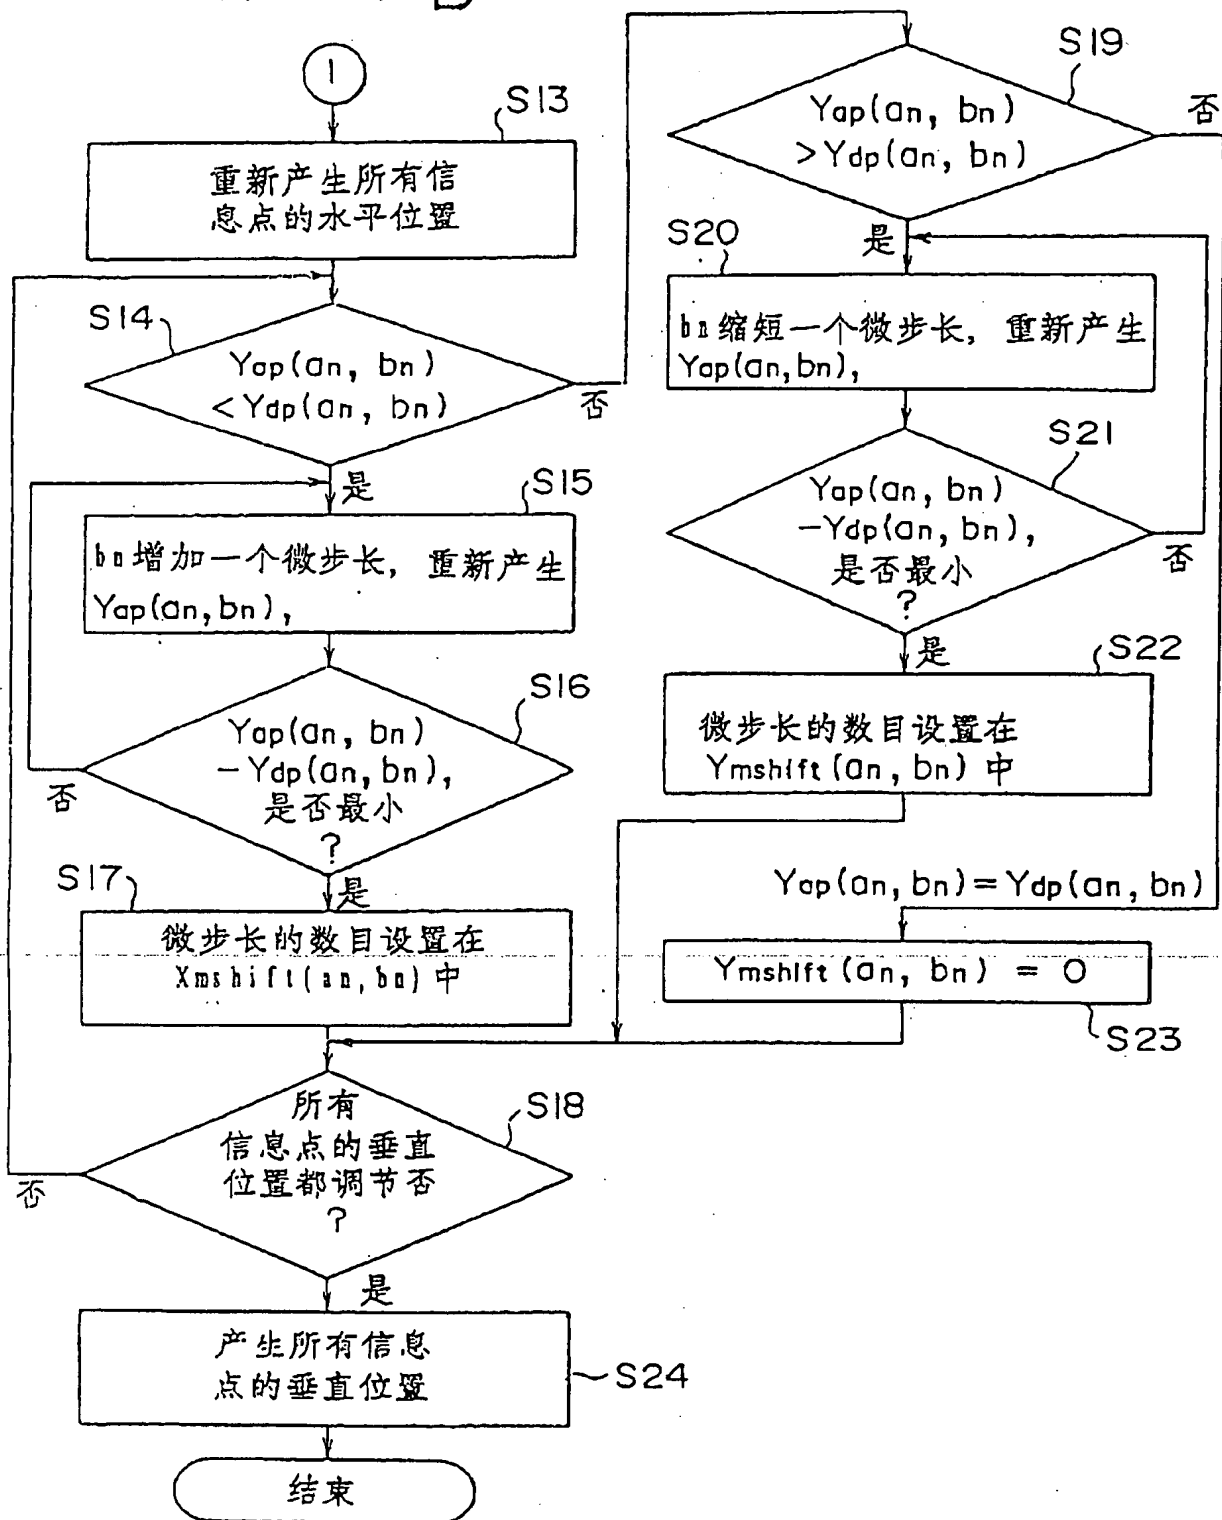 1
S13
重新产生所有信
息点的水平位置
S14
Yap(an, bn)
<Ydp(an, bn)
否
是
S15
bn增加一个微步长, 重新产生
Yap(an,bn),
S16
Yap(an, bn)
-Ydp(an,bn),
是否最小
?
否
是
S17
微步长的数目设置在
Xmshift(an,bn)中
S18
所有
信息点的垂直
位置都调节否
?
否
是
产生所有信息
点的垂直位置
S24
结束
S19
Yap(an, bn)
>Ydp(an, bn)
否
是
S20
bn缩短一个微步长, 重新产生
Yap(an,bn),
S21
Yap(an, bn)
-Ydp(an, bn),
是否最小
?
否
是
S22
微步长的数目设置在
Ymshift(an, bn)中
Yap(an, bn)=Ydp(an, bn)
Ymshift(an, bn) = 0
S23